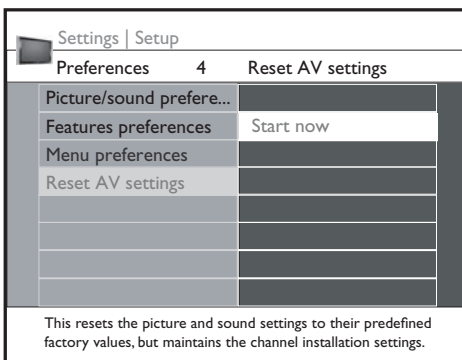 Settings | Setup
Preferences 4 Reset AV settings
Picture/sound prefere...
Features preferences Start now
Menu preferences
Reset AV settings
This resets the picture and sound settings to their predefined
factory values, but maintains the channel installation settings.